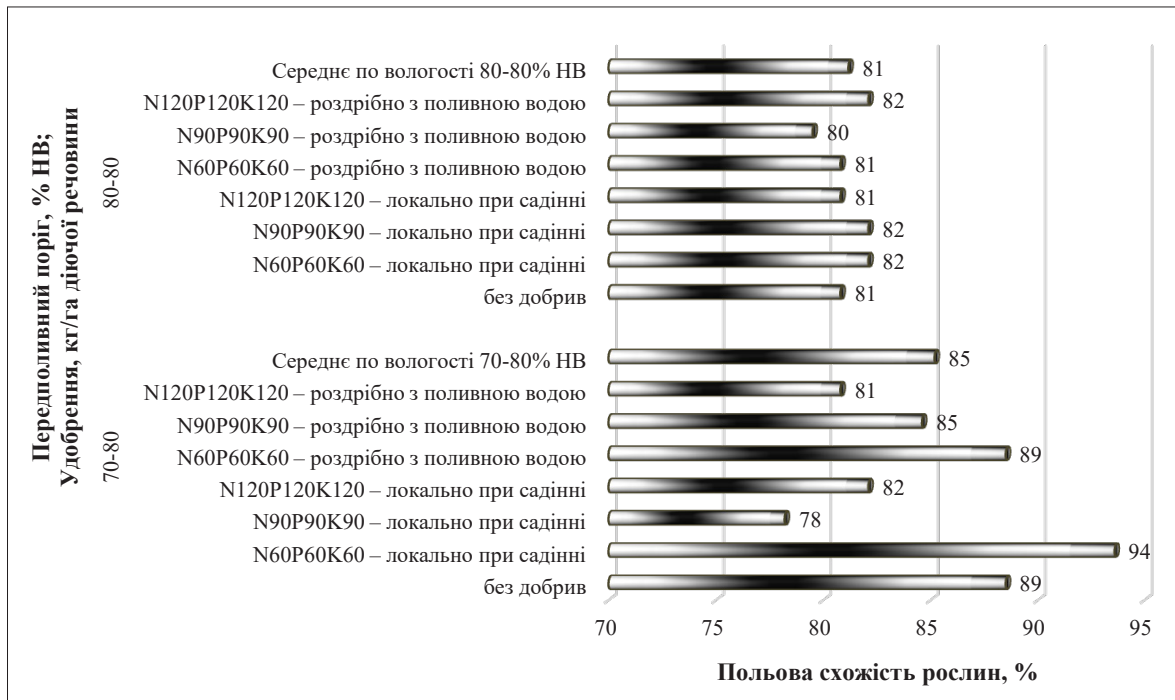 Передполивний поріг, % НВ;
Удобрення, кг/га діючої речовини
80-80
Середнє по вологості 80-80% НВ 81
N120P120K120 – роздрібно з поливною водою 82
N90P90K90 – роздрібно з поливною водою 80
N60P60K60 – роздрібно з поливною водою 81
N120P120K120 – локально при садінні 81
N90P90K90 – локально при садінні 82
N60P60K60 – локально при садінні 82
без добрив 81
70-80
Середнє по вологості 70-80% НВ 85
N120P120K120 – роздрібно з поливною водою 81
N90P90K90 – роздрібно з поливною водою 85
N60P60K60 – роздрібно з поливною водою 89
N120P120K120 – локально при садінні 82
N90P90K90 – локально при садінні 78
N60P60K60 – локально при садінні 94
без добрив 89
70 75 80 85 90 95
Польова схожість рослин, %